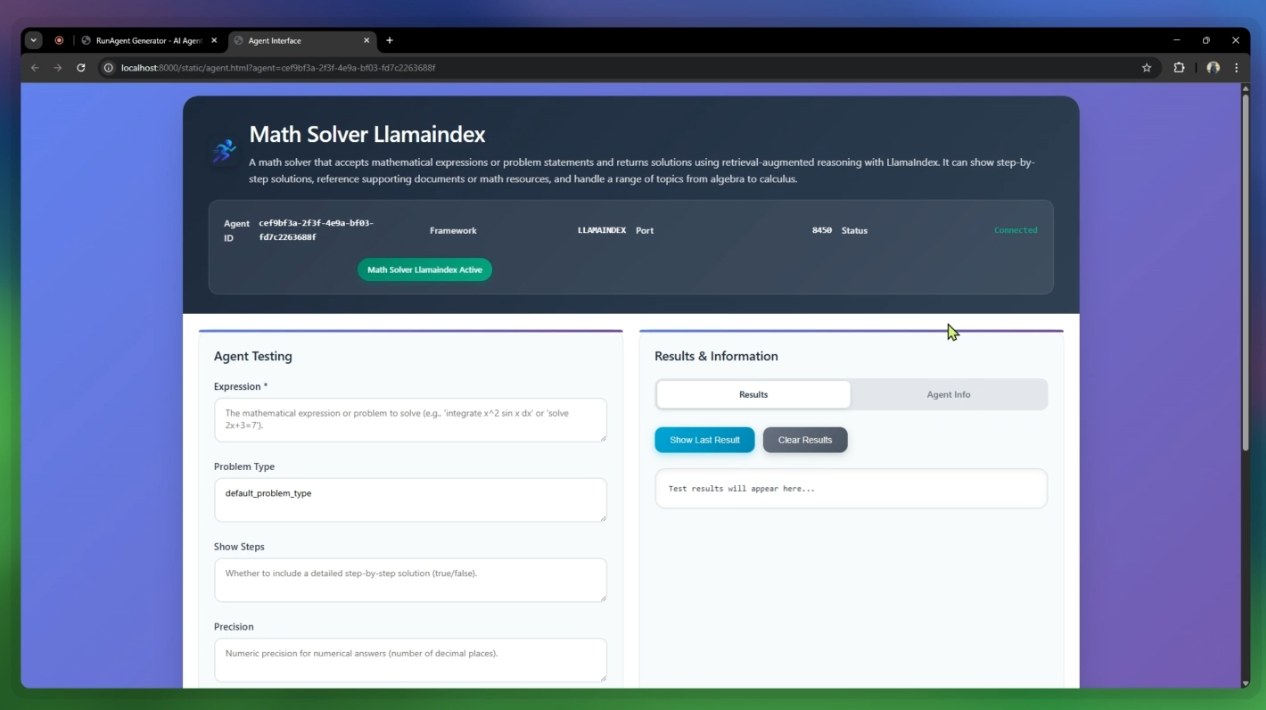 RunAgent Generator - AI Agent
Agent Interface
localhost:8000/static/agent.html?agent=cef9bf3a-2f3f-4e9a-bf03-fd7c2263688f
Math Solver Llamaindex
A math solver that accepts mathematical expressions or problem statements and returns solutions using retrieval-augmented reasoning with LlamaIndex. It can show step-by-
step solutions, reference supporting documents or math resources, and handle a range of topics from algebra to calculus.
Agent ID
cef9bf3a-2f3f-4e9a-bf03-
fd7c2263688f
Framework
LLAMAINDEX
Port
8450
Status
Connected
Math Solver Llamaindex Active
Agent Testing
Expression *
The mathematical expression or problem to solve (e.g., 'integrate x^2 sin x dx' or 'solve
2x+3=7').
Problem Type
default_problem_type
Show Steps
Whether to include a detailed step-by-step solution (true/false).
Precision
Numeric precision for numerical answers (number of decimal places).
Results & Information
Results
Agent Info
Show Last Result
Clear Results
Test results will appear here...